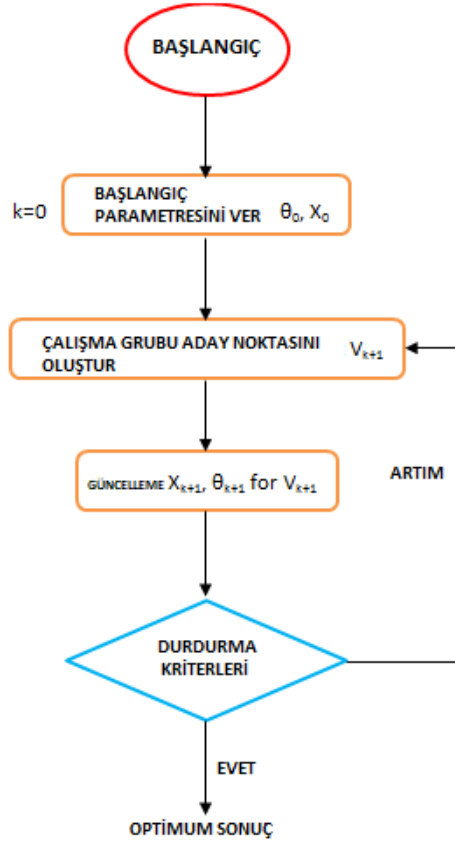 BAŞLANGIÇ
k=0
BAŞLANGIÇ
PARAMETRESİNİ VER θ₀, X₀
ÇALIŞMA GRUBU ADAY NOKTASINI
OLUŞTUR
Vₖ₊₁
GÜNCELLEME Xₖ₊₁, θₖ₊₁ for Vₖ₊₁
ARTIM
DURDURMA
KRİTERLERİ
EVET
OPTİMUM SONUÇ